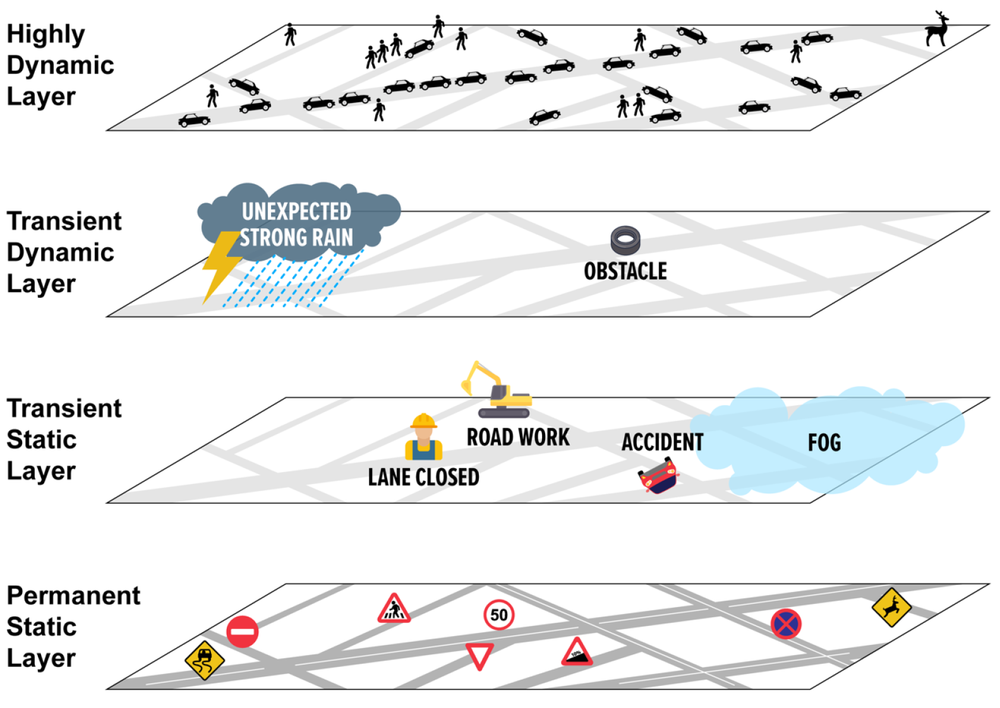 Highly
Dynamic
Layer
Transient
Dynamic
Layer
UNEXPECTED
STRONG RAIN
OBSTACLE
Transient
Static
Layer
ROAD WORK
LANE CLOSED
ACCIDENT
FOG
Permanent
Static
Layer
50
10%